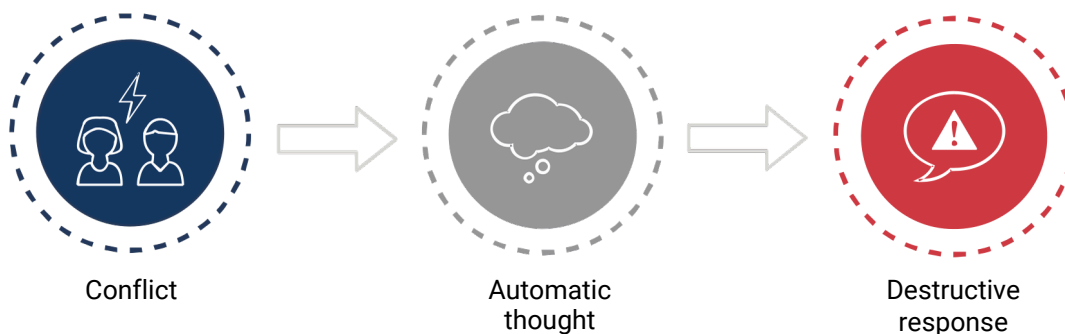 Conflict
Automatic
thought
Destructive
response